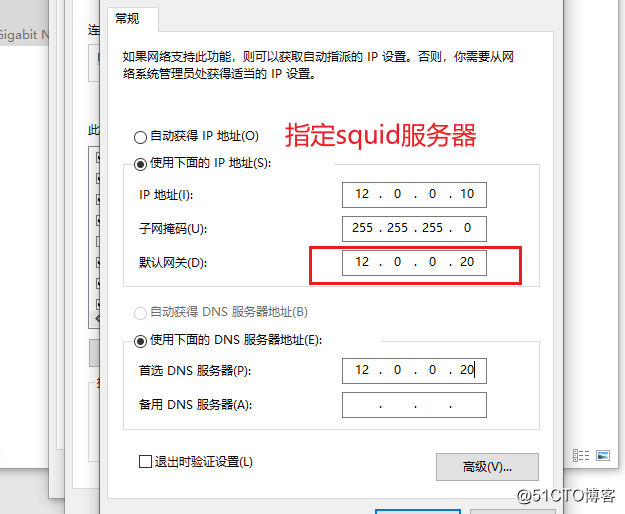 常规
Gigabit N
连
如果网络支持此功能，则可以获取自动指派的 IP 设置。否则，你需要从网
络系统管理员处获得适当的 IP 设置。
此
自动获得 IP 地址(O)
指定squid服务器
使用下面的 IP 地址(S):
IP 地址(I):
12 . 0 . 0 . 10
子网掩码(U):
255 . 255 . 255 . 0
默认网关(D):
12 . 0 . 0 . 20
自动获得 DNS 服务器地址(B)
使用下面的 DNS 服务器地址(E):
首选 DNS 服务器(P):
12 . 0 . 0 . 20
备用 DNS 服务器(A):
. . .
退出时验证设置(L)
高级(V)...
@51CTO博客